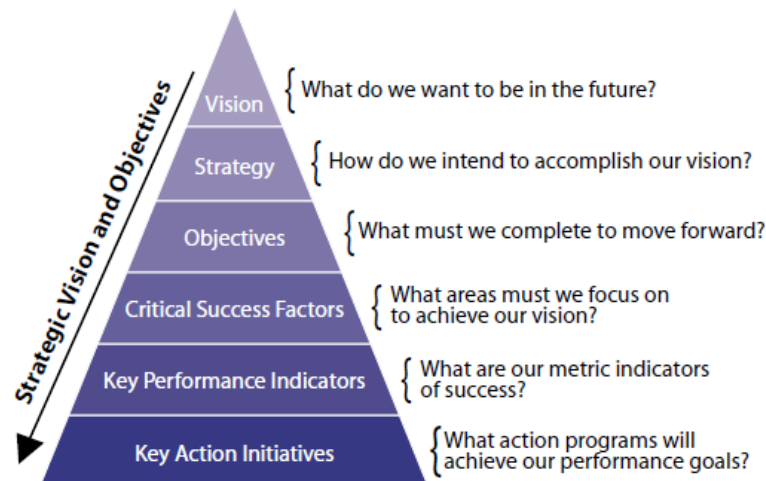 Strategic Vision and Objectives
Vision
What do we want to be in the future?
Strategy
How do we intend to accomplish our vision?
Objectives
What must we complete to move forward?
Critical Success Factors
What areas must we focus on
to achieve our vision?
Key Performance Indicators
What are our metric indicators
of success?
Key Action Initiatives
What action programs will
achieve our performance goals?